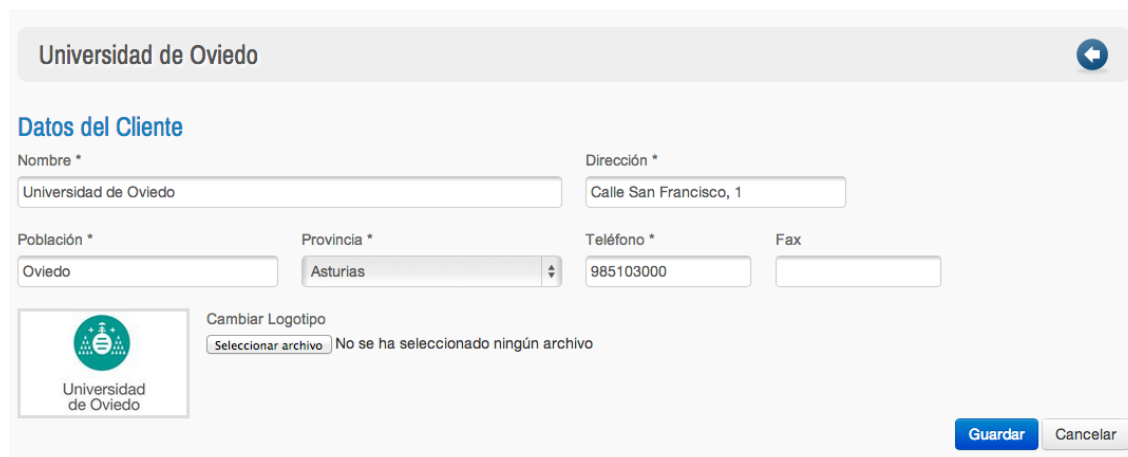 Universidad de Oviedo
Datos del Cliente
Nombre * Dirección *
Universidad de Oviedo Calle San Francisco, 1
Población * Provincia * Teléfono * Fax
Oviedo Asturias 985103000
Cambiar Logotipo
Seleccionar archivo No se ha seleccionado ningún archivo
Universidad
de Oviedo
Guardar Cancelar